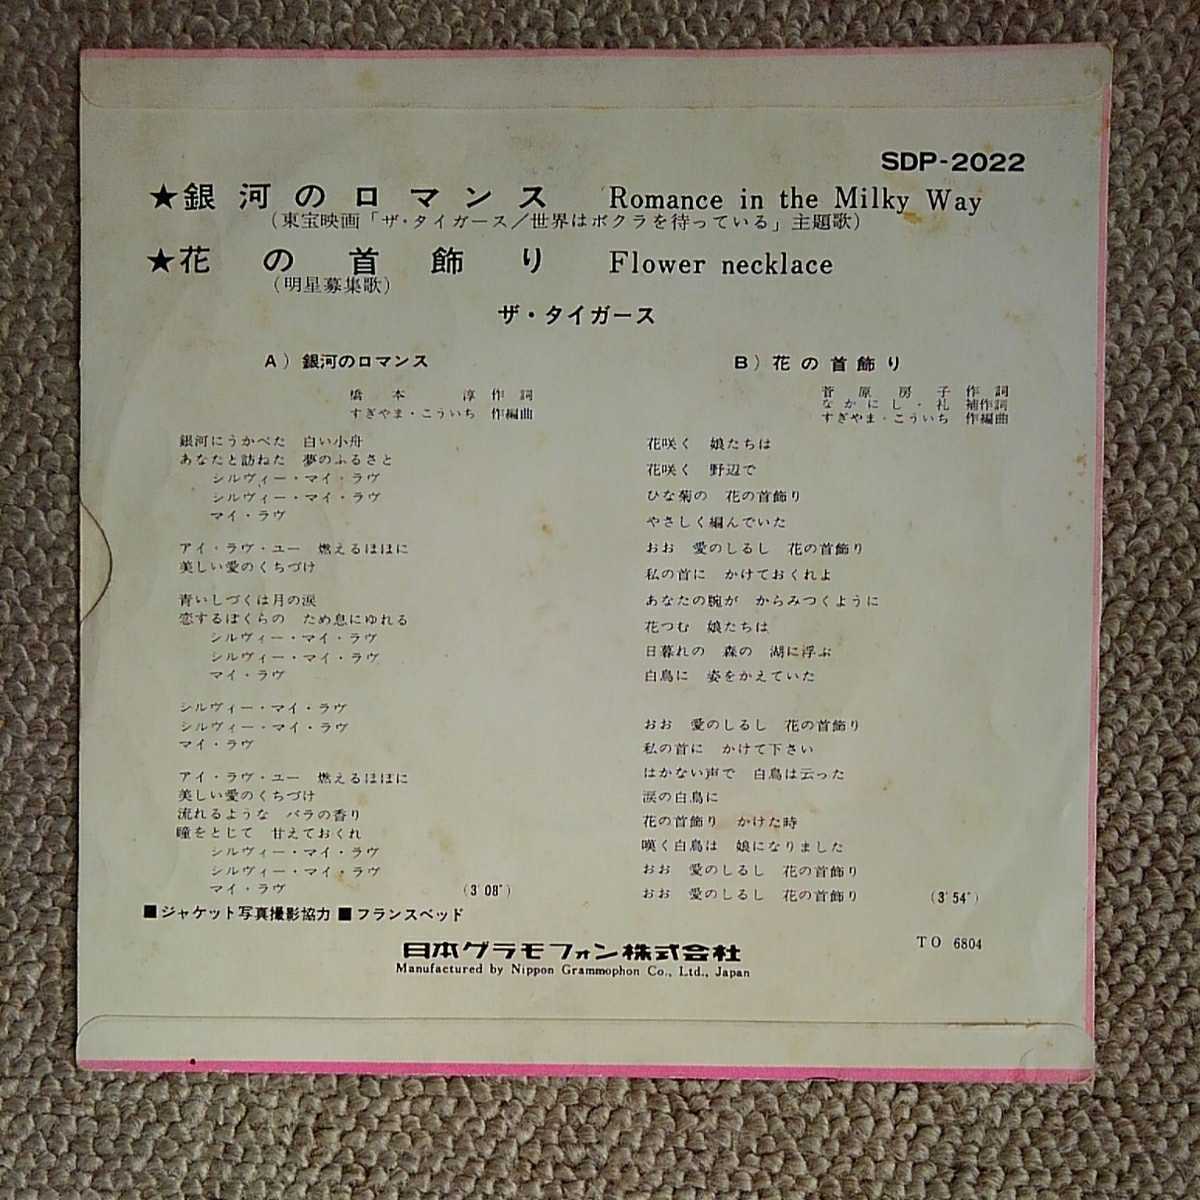 SDP-2022
★銀河のロマンス Romance in the Milky Way
(東宝映画「ザ・タイガース/世界はボクラを待っている」主題歌)
★花の首飾り Flower necklace
(明星募集歌)
ザ・タイガース
A) 銀河のロマンス
橋本 淳 作詞
すぎやま・こういち 作編曲
銀河にうかべた 白い小舟
あなたと訪ねた 夢のふるさと
シルヴィー・マイ・ラヴ
シルヴィー・マイ・ラヴ
マイ・ラヴ
アイ・ラヴ・ユー 燃えるほほに
美しい愛のくちづけ
青いしづくは月の涙
恋するぼくらの ため息にゆれる
シルヴィー・マイ・ラヴ
シルヴィー・マイ・ラヴ
マイ・ラヴ
シルヴィー・マイ・ラヴ
シルヴィー・マイ・ラヴ
マイ・ラヴ
アイ・ラヴ・ユー 燃えるほほに
美しい愛のくちづけ
流れるような バラの香り
瞳をとじて 甘えておくれ
シルヴィー・マイ・ラヴ
シルヴィー・マイ・ラヴ
マイ・ラヴ (3′08″)
B) 花の首飾り
菅原房子 作詞
なかにし・礼 補作詞
すぎやま・こういち 作編曲
花咲く 娘たちは
花咲く 野辺で
ひな菊の 花の首飾り
やさしく編んでいた
おお 愛のしるし 花の首飾り
私の首に かけておくれよ
あなたの腕が からみつくように
花つむ 娘たちは
日暮れの 森の 湖に浮ぶ
白鳥に 姿をかえていた
おお 愛のしるし 花の首飾り
私の首に かけて下さい
はかない声で 白鳥は云った
涙の白鳥に
花の首飾り かけた時
嘆く白鳥は 娘になりました
おお 愛のしるし 花の首飾り
おお 愛のしるし 花の首飾り (3′54″)
■ジャケット写真撮影協力■フランスベッド
日本グラモフォン株式会社
Manufactured by Nippon Grammophon Co., Ltd., Japan
TO 6804